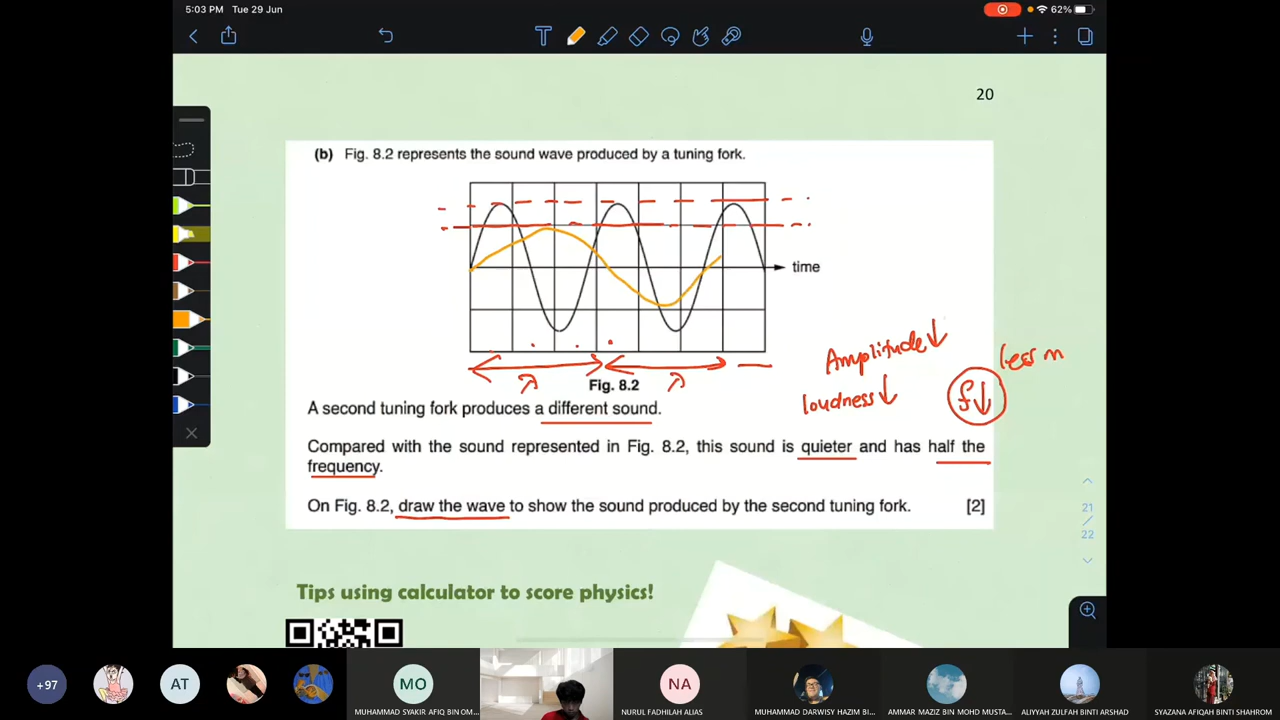 5:03 PM Tue 29 Jun
62%
20
(b) Fig. 8.2 represents the sound wave produced by a tuning fork.
time
λ λ
Fig. 8.2
Amplitude↓
loudness↓
f↓
less m
A second tuning fork produces a different sound.
Compared with the sound represented in Fig. 8.2, this sound is quieter and has half the
frequency.
On Fig. 8.2, draw the wave to show the sound produced by the second tuning fork. [2]
21
/
22
Tips using calculator to score physics!
+97
AT
MO
NA
MUHAMMAD SYAKIR AFIQ BIN OM...
NURUL FADHILAH ALIAS
MUHAMMAD DARWISY HAZIM BI...
AMMAR MAZIZ BIN MOHD MUSTA...
ALIYYAH ZULFAH BINTI ARSHAD
SYAZANA AFIQAH BINTI SHAHROM